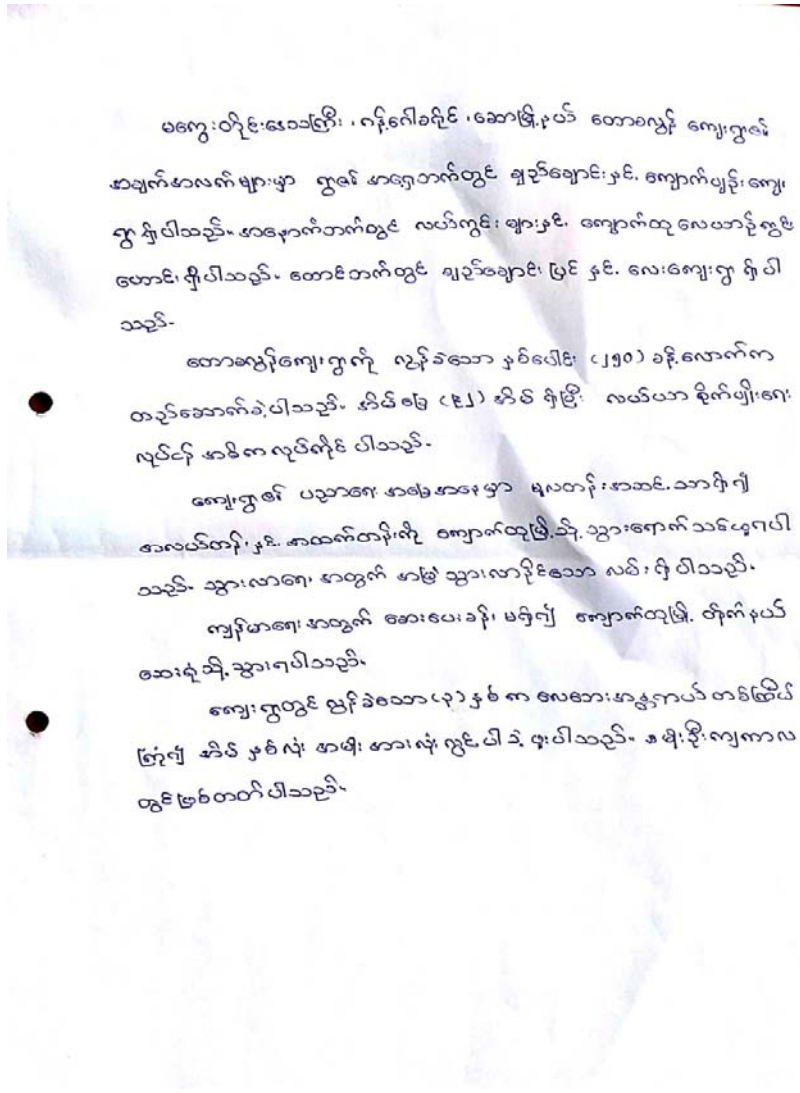 မကွေးတိုင်းဒေသကြီး ၊ ဂန့်ဂေါခရိုင် ၊ ဆောမြို့နယ် တောစလွန် ကျေးရွာ၏
အချက်အလက်များမှာ ရွာ၏ အရှေ့ဘက်တွင် ချည်ချောင်းနှင့် ကျောက်ပျဉ်းကျေး
ရွာ ရှိပါသည်။ အနောက်ဘက်တွင် လယ်ကွင်းများနှင့် ကျောက်ထု လေယာဉ်ကွင်း
ဟောင်း ရှိပါသည်။ တောင်ဘက်တွင် ချည်ချောင်း မြစ် နှင့် လေးကျေးရွာ ရှိပါ
သည်။
တောစလွန်ကျေးရွာကို လွန်ခဲ့သော နှစ်ပေါင်း (၂၅၀) ခန့်လောက်က
တည်ဆောက်ခဲ့ပါသည်။ အိမ်ခြေ (၉၂) အိမ် ရှိပြီး လယ်ယာ စိုက်ပျိုးရေး
လုပ်ငန်း အဓိက လုပ်ကိုင် ပါသည်။
ကျေးရွာ၏ ပညာရေး အခြေအနေမှာ မူလတန်းအဆင့်သာရှိ၍
အလယ်တန်းနှင့် အထက်တန်းကို ကျောက်ထုမြို့သို့ သွားရောက် သင်ယူရပါ
သည်။ သွားလာရေး အတွက် အမြဲ သွားလာနိုင်သော လမ်းရှိပါသည်။
ကျန်မာရေး အတွက် ဆေးပေးခန်း မရှိ၍ ကျောက်ထုမြို့ တိုက်နယ်
ဆေးရုံသို့ သွားရပါသည်။
ကျေးရွာတွင် လွန်ခဲ့သော (၃) နှစ် က လေဘေးအန္တရာယ် တစ်ကြိမ်
ကြုံ၍ အိမ် နှစ်လုံး အမိုး အားလုံး လွင့်ပါ ခဲ့ ဖူးပါသည်။ မိုးဦးကျကာလ
တွင်ဖြစ်တတ်ပါသည်။